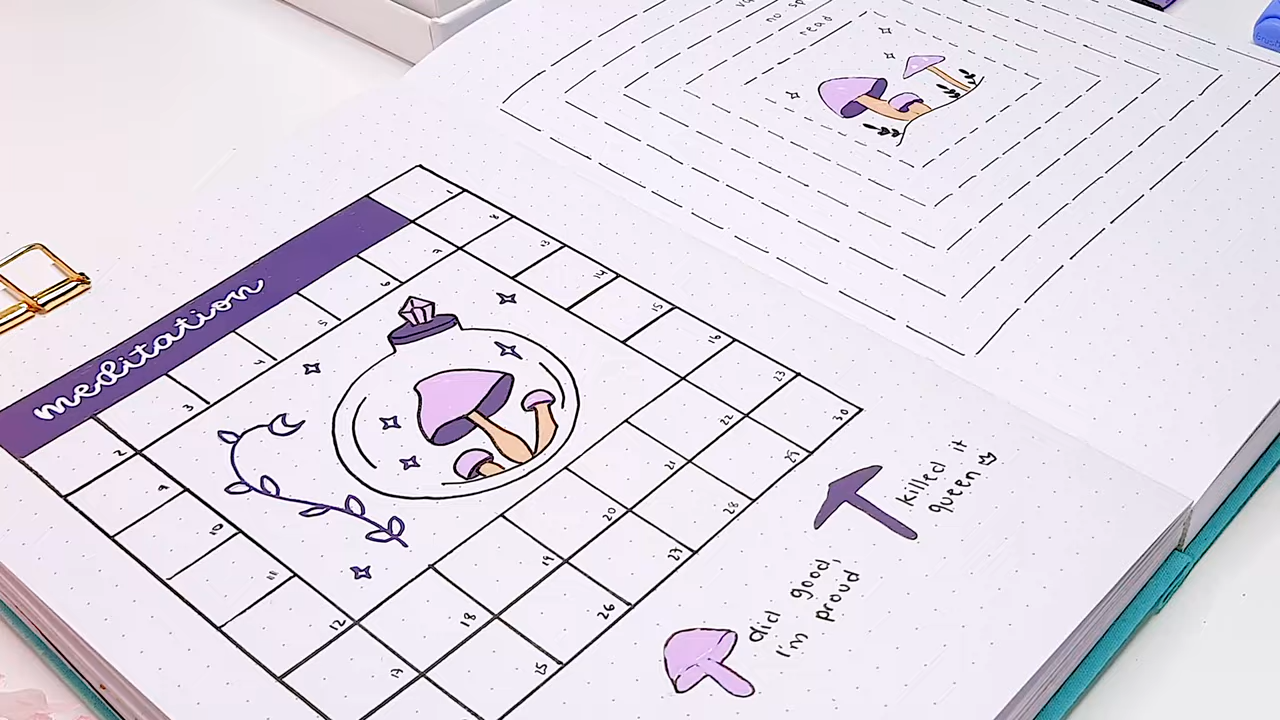 read
no
meditation
1
2 3 4 5 6 7 8
9 13
10 14
11 15
12 16
17 18 19 20 21 22 23
25 26 27 28 29 30
killed it
queen
did good,
I'm proud